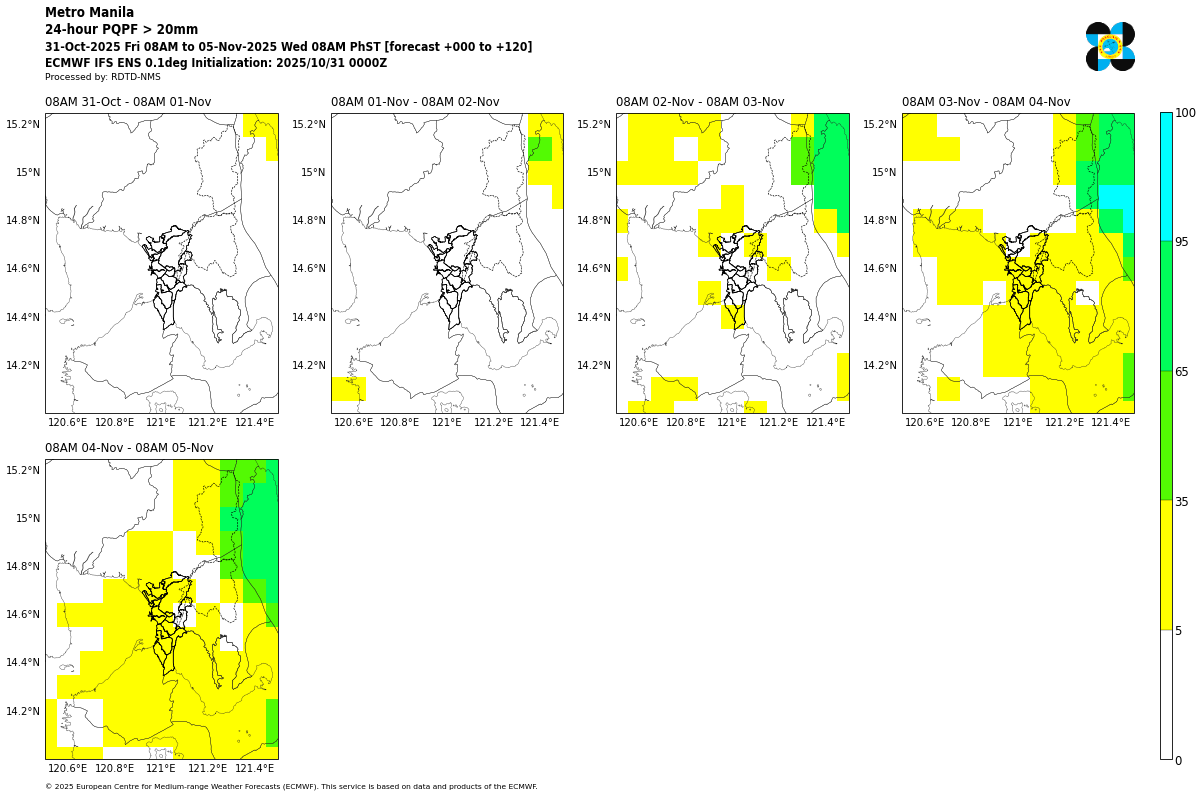 Metro Manila
24-hour PQPF > 20mm
31-Oct-2025 Fri 08AM to 05-Nov-2025 Wed 08AM PhST [forecast +000 to +120]
ECMWF IFS ENS 0.1deg Initialization: 2025/10/31 0000Z
Processed by: RDTD-NMS
08AM 31-Oct - 08AM 01-Nov
08AM 01-Nov - 08AM 02-Nov
08AM 02-Nov - 08AM 03-Nov
08AM 03-Nov - 08AM 04-Nov
15.2°N
15°N
14.8°N
14.6°N
14.4°N
14.2°N
120.6°E 120.8°E 121°E 121.2°E 121.4°E
15.2°N
15°N
14.8°N
14.6°N
14.4°N
14.2°N
120.6°E 120.8°E 121°E 121.2°E 121.4°E
15.2°N
15°N
14.8°N
14.6°N
14.4°N
14.2°N
120.6°E 120.8°E 121°E 121.2°E 121.4°E
15.2°N
15°N
14.8°N
14.6°N
14.4°N
14.2°N
120.6°E 120.8°E 121°E 121.2°E 121.4°E
100
95
65
35
5
0
08AM 04-Nov - 08AM 05-Nov
15.2°N
15°N
14.8°N
14.6°N
14.4°N
14.2°N
120.6°E 120.8°E 121°E 121.2°E 121.4°E
© 2025 European Centre for Medium-range Weather Forecasts (ECMWF). This service is based on data and products of the ECMWF.